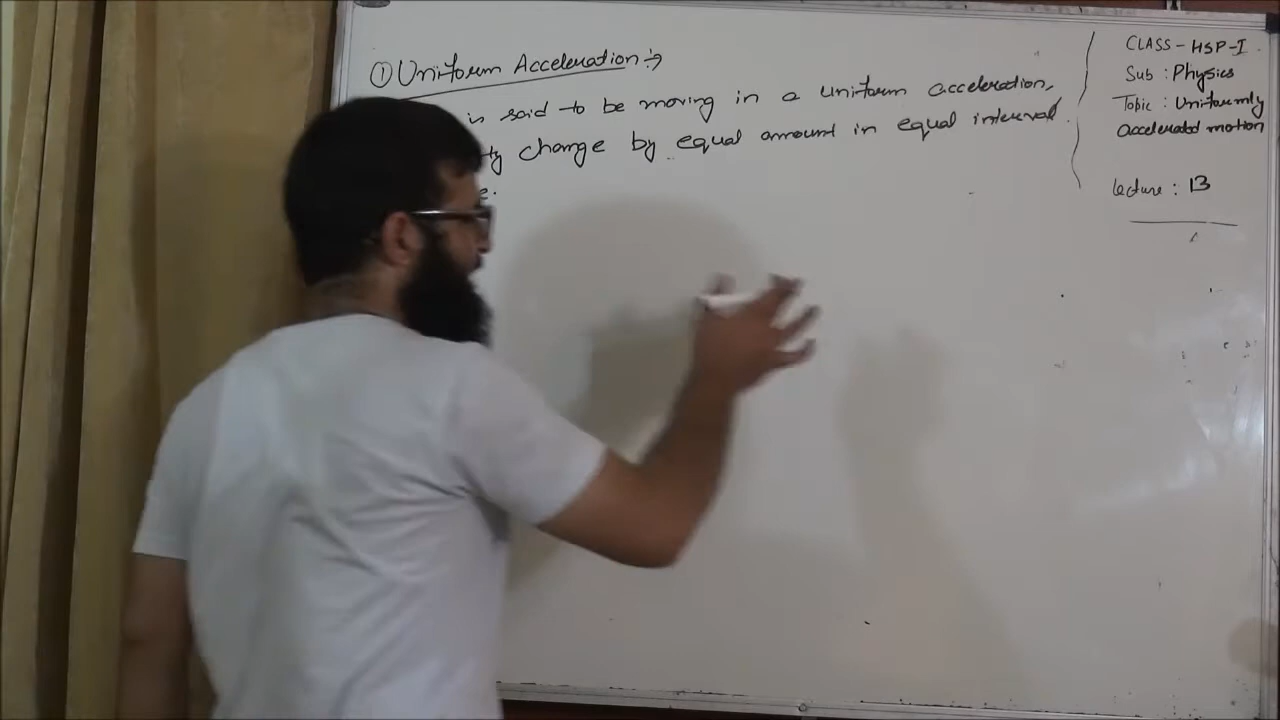 ① Uniform Acceleration :→
is said to be moving in a uniform acceleration,
ty change by equal amount in equal interval
e.
CLASS - HSP-I
Sub : Physics
Topic : Uniformly
accelerated motion
Lecture : 13